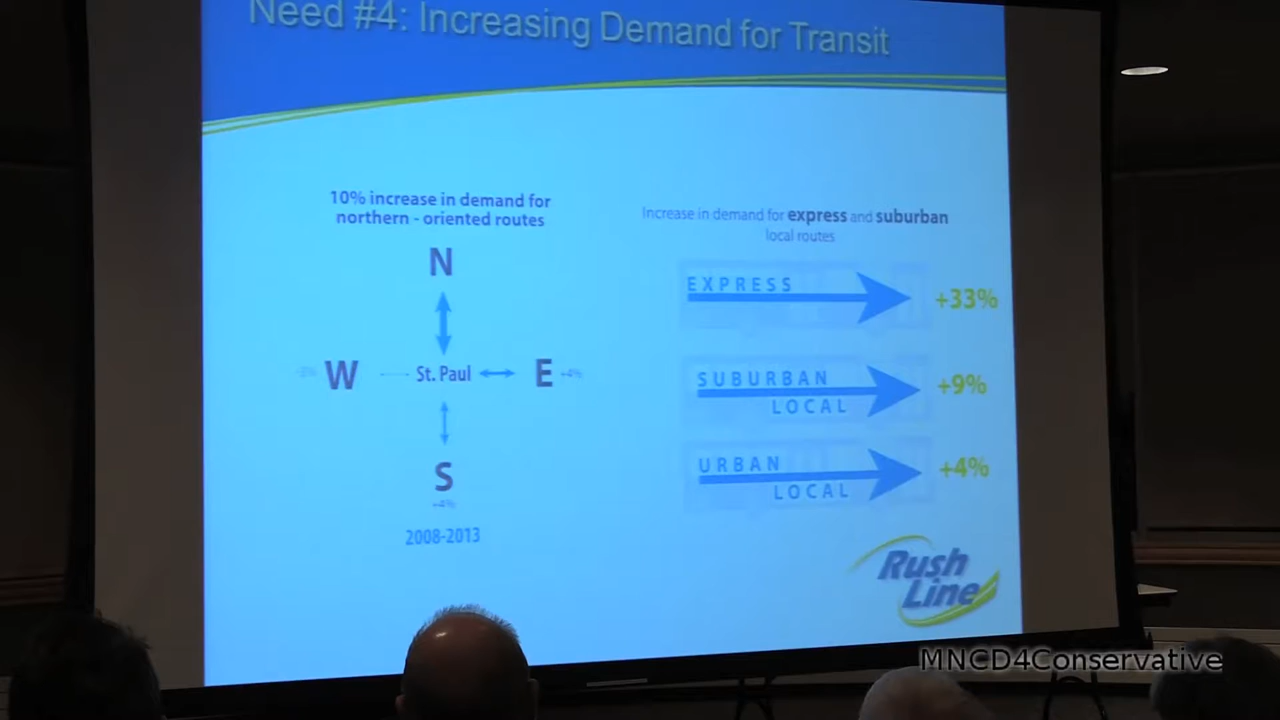 Need #4: Increasing Demand for Transit
10% increase in demand for
northern - oriented routes
N
W
St. Paul
E +4%
S
+4%
2008-2013
Increase in demand for express and suburban
local routes
EXPRESS
+33%
SUBURBAN
LOCAL
+9%
URBAN
LOCAL
+4%
Rush
Line
MNCD4Conservative